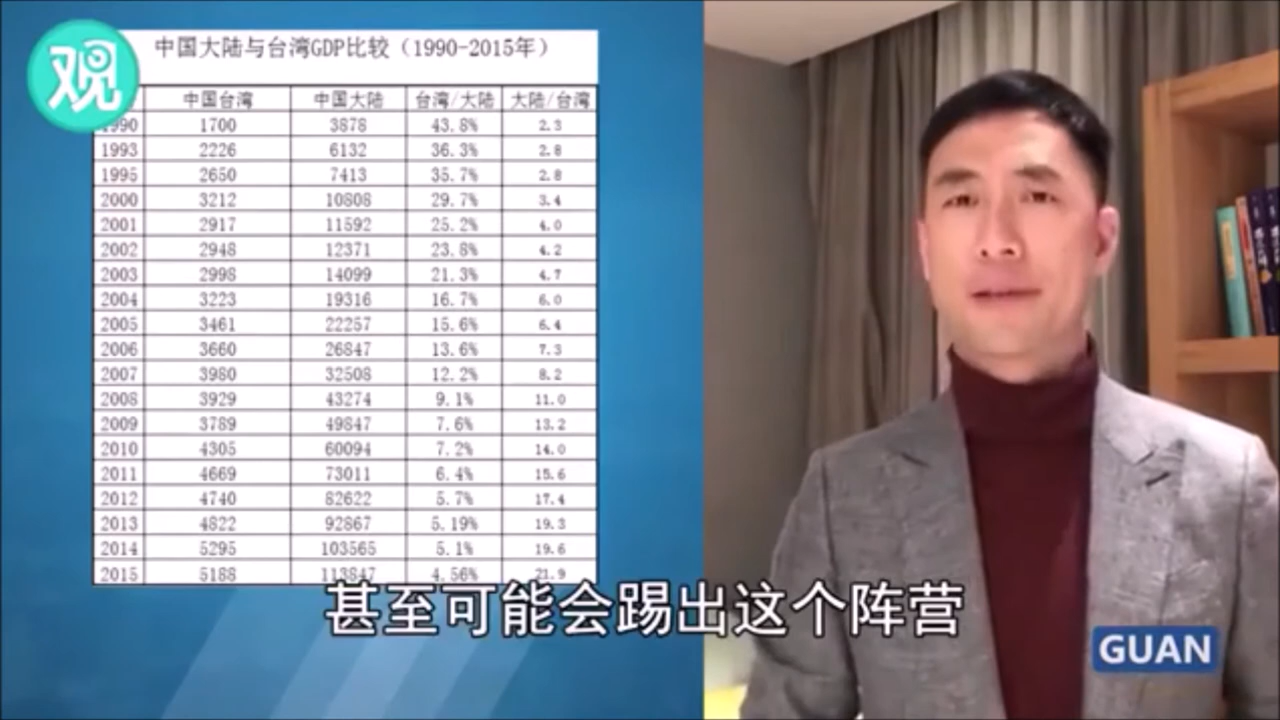 观
中国大陆与台湾GDP比较（1990-2015年）
中国台湾 中国大陆 台湾/大陆 大陆/台湾
1990 1700 3878 43.8% 2.3
1993 2226 6132 36.3% 2.8
1995 2650 7413 35.7% 2.8
2000 3212 10808 29.7% 3.4
2001 2917 11592 25.2% 4.0
2002 2948 12371 23.8% 4.2
2003 2998 14099 21.3% 4.7
2004 3223 19316 16.7% 6.0
2005 3461 22257 15.6% 6.4
2006 3660 26847 13.6% 7.3
2007 3980 32508 12.2% 8.2
2008 3929 43274 9.1% 11.0
2009 3789 49847 7.6% 13.2
2010 4305 60094 7.2% 14.0
2011 4669 73011 6.4% 15.6
2012 4740 82622 5.7% 17.4
2013 4822 92867 5.19% 19.3
2014 5295 103565 5.1% 19.6
2015 5188 113847 4.56% 21.9
甚至可能会踢出这个阵营
GUAN